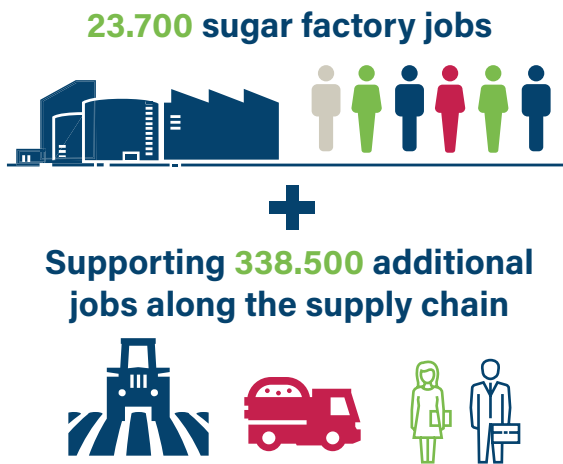 23.700 sugar factory jobs
Supporting 338.500 additional
jobs along the supply chain